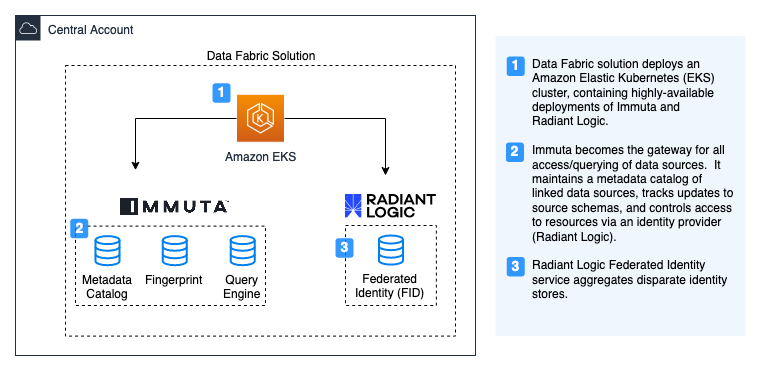 Central Account
Data Fabric Solution
1
Amazon EKS
IMMUTA
RADIANT
LOGIC
2
Metadata
Catalog
Fingerprint
Query
Engine
3
Federated
Identity (FID)
1
Data Fabric solution deploys an
Amazon Elastic Kubernetes (EKS)
cluster, containing highly-available
deployments of Immuta and
Radiant Logic.
2
Immuta becomes the gateway for all
access/querying of data sources.  It
maintains a metadata catalog of
linked data sources, tracks updates to
source schemas, and controls access
to resources via an identity provider
(Radiant Logic).
3
Radiant Logic Federated Identity
service aggregates disparate identity
stores.